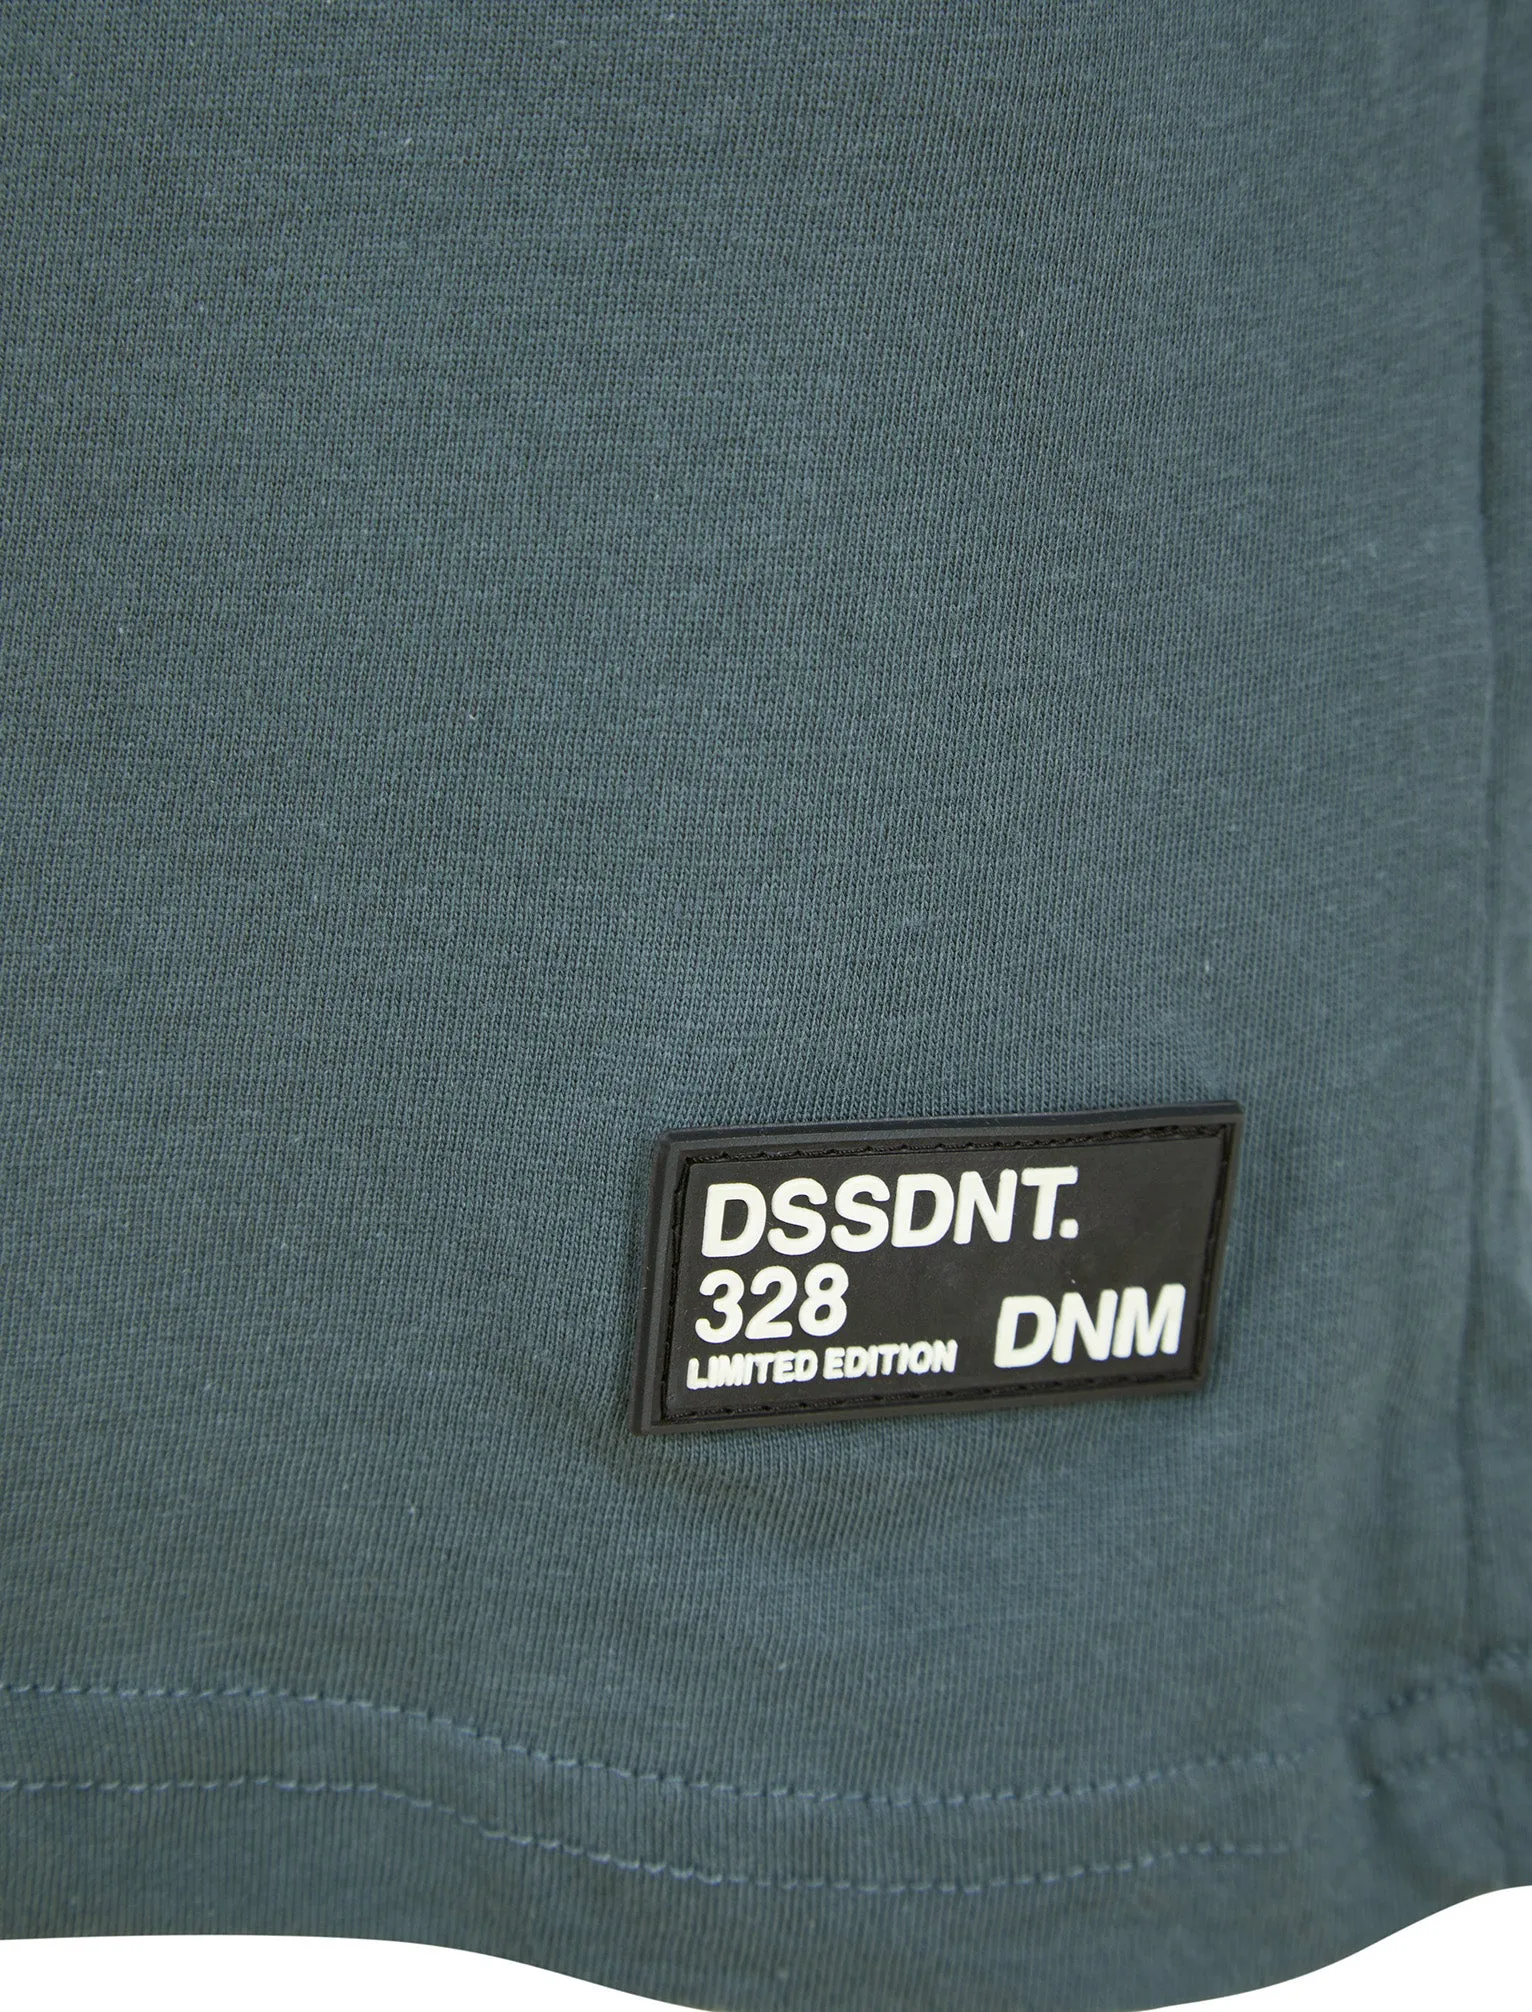 DSSDNT.
328
LIMITED EDITION DNM